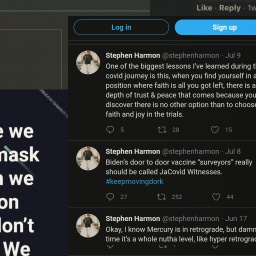 Like · Reply · 1w
Log in
Sign up
Stephen Harmon @stephenharmon · Jul 9
One of the biggest lessons I've learned during th
covid journey is this, when you find yourself in a
position where faith is all you got left, there is a
depth of trust & peace that comes because you
discover there is no other option than to choose
faith and joy in the trials.
5 28 15
Stephen Harmon @stephenharmon · Jul 8
Biden's door to door vaccine "surveyors" really
should be called JaCovid Witnesses.
#keepmovingdork
27 252 44
Stephen Harmon @stephenharmon · Jun 17
Okay, I know Mercury is in retrograde, but damn
time it's a whole nutha level, like hyper retrograd
e we
mask
n we
on
don't
We